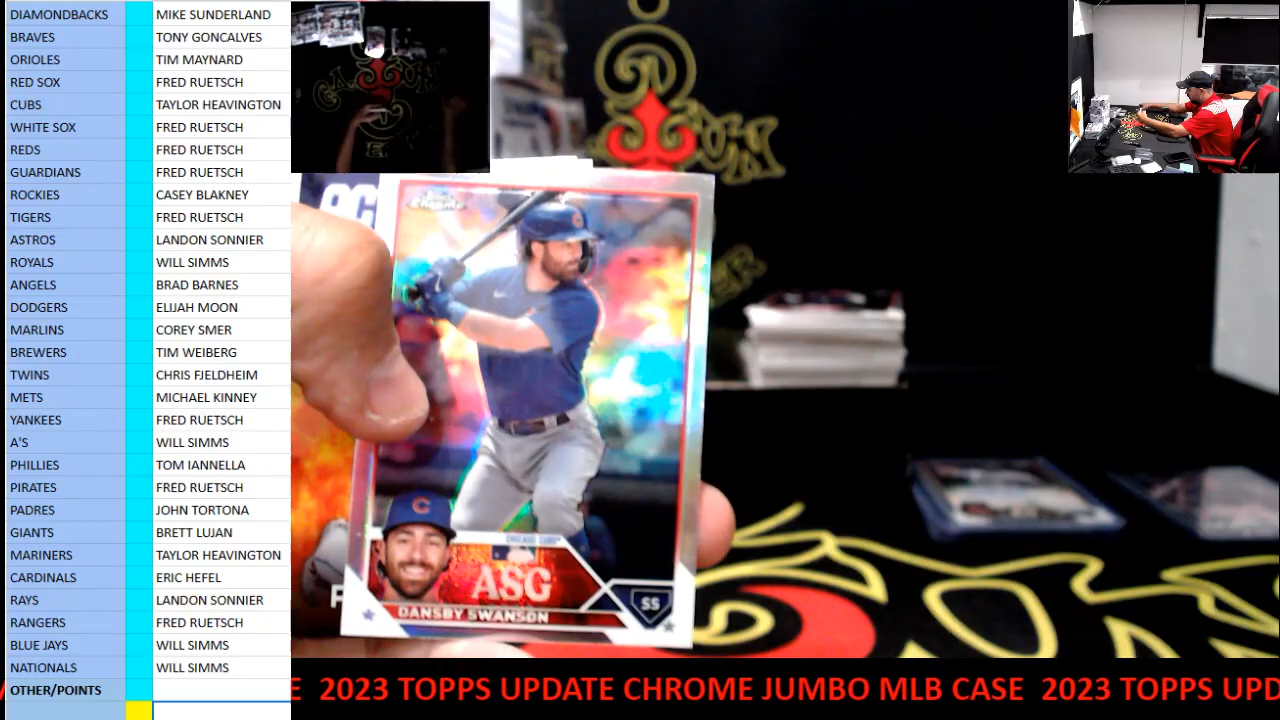 DIAMONDBACKS MIKE SUNDERLAND
BRAVES TONY GONCALVES
ORIOLES TIM MAYNARD
RED SOX FRED RUETSCH
CUBS TAYLOR HEAVINGTON
WHITE SOX FRED RUETSCH
REDS FRED RUETSCH
GUARDIANS FRED RUETSCH
ROCKIES CASEY BLAKNEY
TIGERS FRED RUETSCH
ASTROS LANDON SONNIER
ROYALS WILL SIMMS
ANGELS BRAD BARNES
DODGERS ELIJAH MOON
MARLINS COREY SMER
BREWERS TIM WEIBERG
TWINS CHRIS FJELDHEIM
METS MICHAEL KINNEY
YANKEES FRED RUETSCH
A'S WILL SIMMS
PHILLIES TOM IANNELLA
PIRATES FRED RUETSCH
PADRES JOHN TORTONA
GIANTS BRETT LUJAN
MARINERS TAYLOR HEAVINGTON
CARDINALS ERIC HEFEL
RAYS LANDON SONNIER
RANGERS FRED RUETSCH
BLUE JAYS WILL SIMMS
NATIONALS WILL SIMMS
OTHER/POINTS
Chrome
C
C
CHICAGO CUBS
ASG
SS
DANSBY SWANSON
E 2023 TOPPS UPDATE CHROME JUMBO MLB CASE 2023 TOPPS UPD